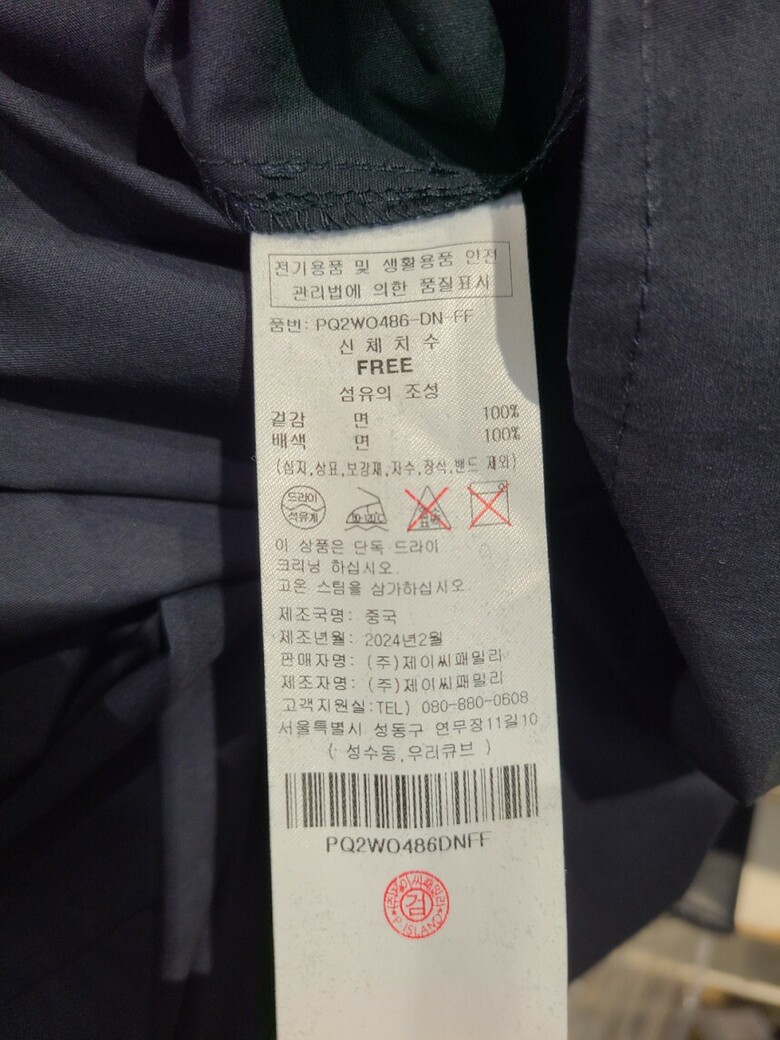 전기용품 및 생활용품 안전
관리법에 의한 품질표시
품번: PQ2WO486-DN-FF
신 체 치 수
FREE
섬유의 조성
겉감 면 100%
배색 면 100%
(심지,상표,보강재,자수,장식,밴드 제외)
드라이
석유계
이 상품은 단독 드라이
크리닝 하십시오.
고온 스팀을 삼가하십시오.
제조국명: 중국
제조년월: 2024년2월
판매자명: (주)제이씨패밀리
제조자명: (주)제이씨패밀리
고객지원실:TEL) 080-880-0608
서울특별시 성동구 연무장11길10
( 성수동,우리큐브 )
PQ2WO486DNFF
(주)제이씨패밀리
검
P.ISLAND